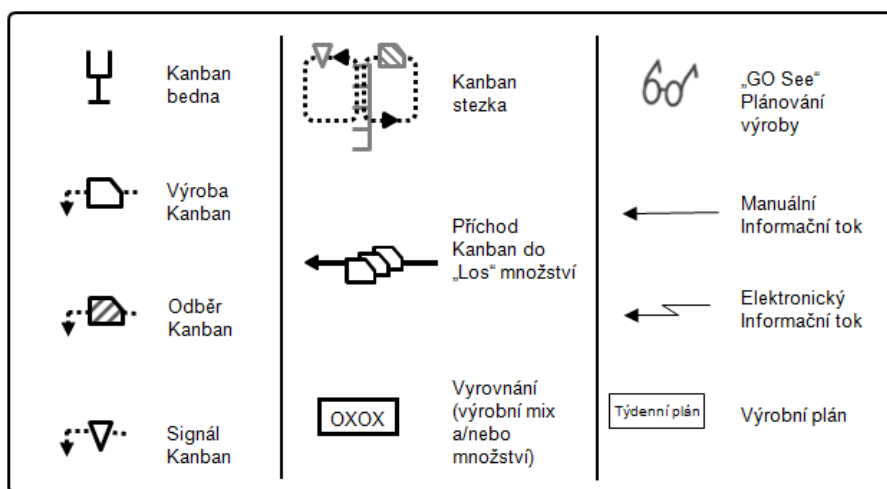 Kanban
bedna
Výroba
Kanban
Odběr
Kanban
Signál
Kanban
Kanban
stezka
Příchod
Kanban do
„Los“ množství
OXOX
Vyrovnání
(výrobní mix
a/nebo
množství)
„GO See“
Plánování
výroby
Manuální
Informační tok
Elektronický
Informační tok
Týdenní plán
Výrobní plán